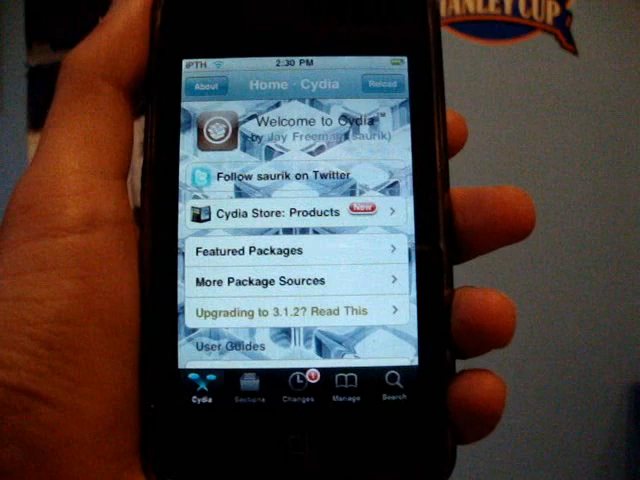 STANLEY CUP
iPTH 2:30 PM
About Home · Cydia Reload
Welcome to Cydia™
by Jay Freeman (saurik)
Follow saurik on Twitter
Cydia Store: Products New
Featured Packages
More Package Sources
Upgrading to 3.1.2? Read This
User Guides
1
Cydia Sections Changes Manage Search